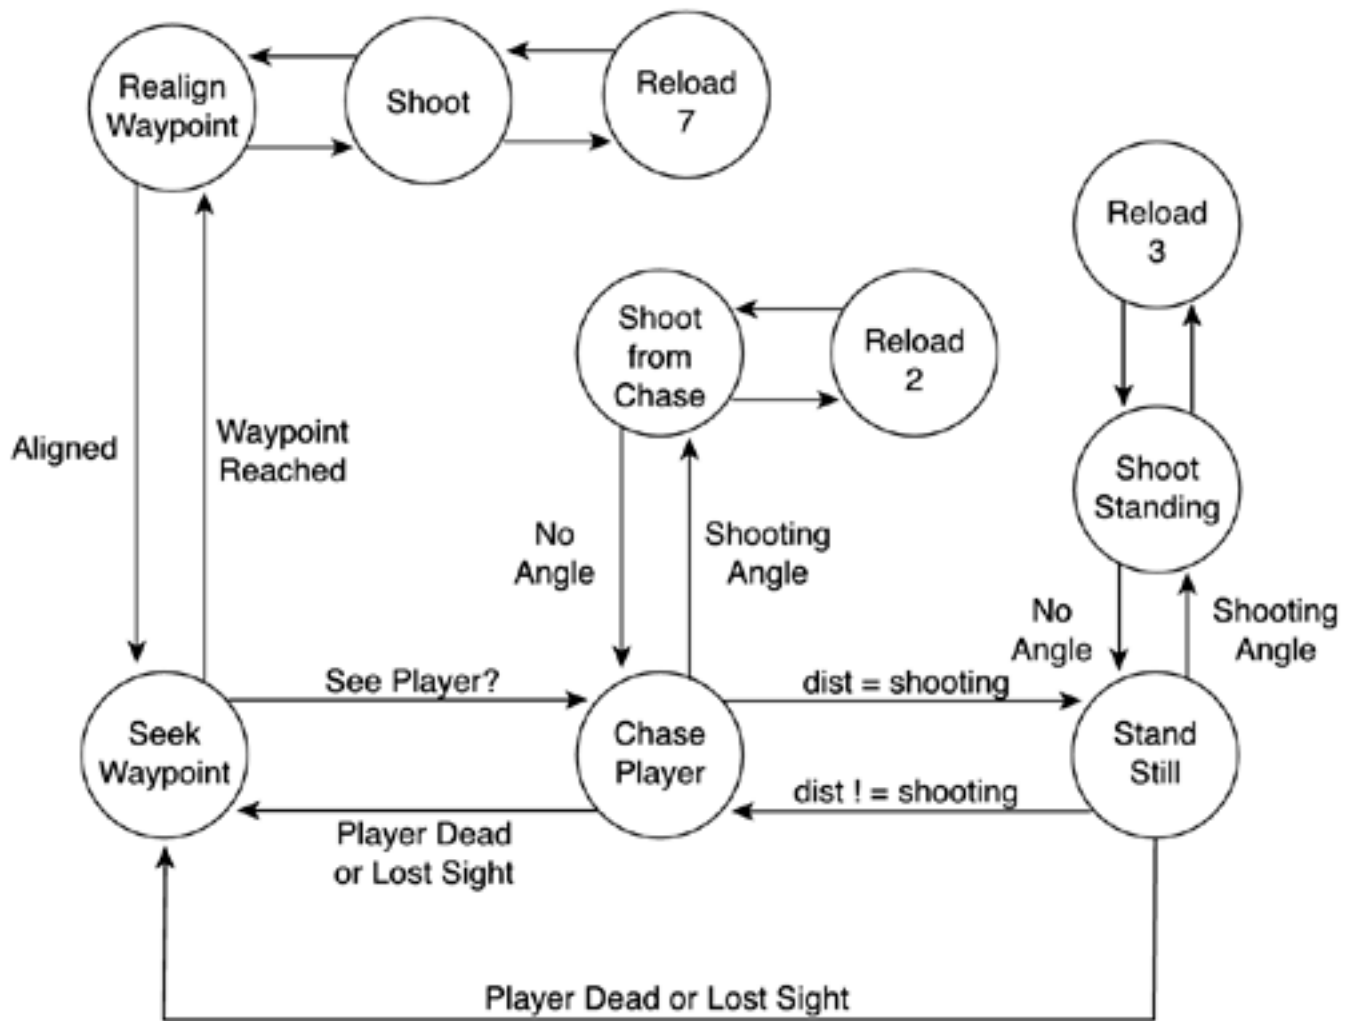 Realign
Waypoint
Shoot
Reload
7
Reload
3
Shoot
from
Chase
Reload
2
Aligned
Waypoint
Reached
Shoot
Standing
No
Angle
Shooting
Angle
No
Angle
Shooting
Angle
See Player?
dist = shooting
Seek
Waypoint
Chase
Player
Stand
Still
dist ! = shooting
Player Dead
or Lost Sight
Player Dead or Lost Sight